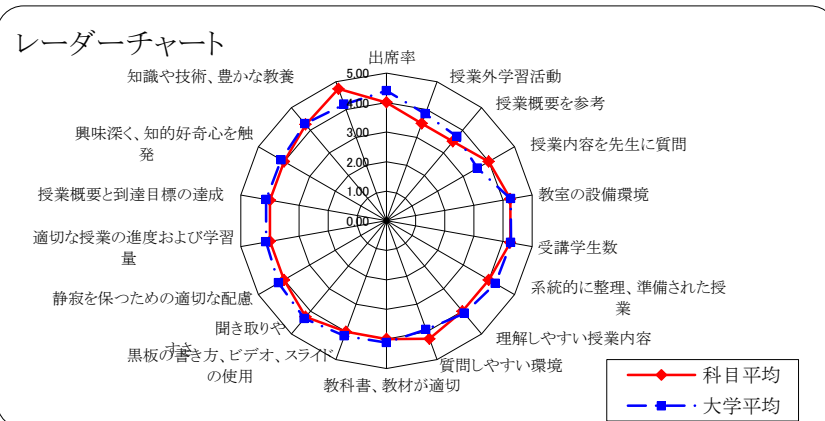 レーダーチャート
出席率
授業外学習活動
授業概要を参考
授業内容を先生に質問
教室の設備環境
受講学生数
系統的に整理、準備された授
業
理解しやすい授業内容
質問しやすい環境
教科書、教材が適切
黒板の書き方、ビデオ、スライド
の使用
聞き取りや
すさ
静寂を保つための適切な配慮
適切な授業の進度および学習
量
授業概要と到達目標の達成
興味深く、知的好奇心を触
発
知識や技術、豊かな教養
5.00
4.00
3.00
2.00
1.00
0.00
科目平均
大学平均